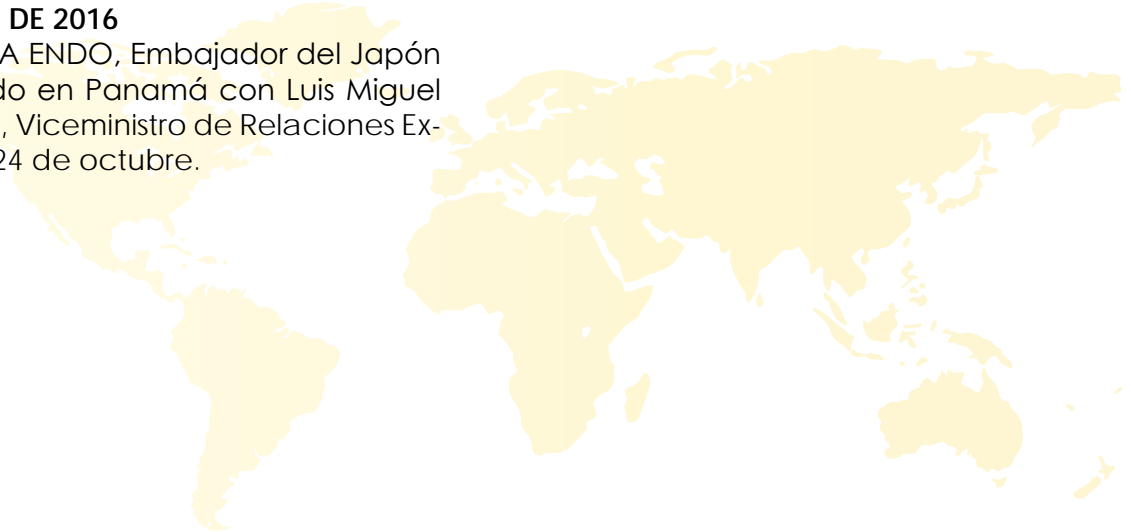 DE 2016
A ENDO, Embajador del Japón
do en Panamá con Luis Miguel
, Viceministro de Relaciones Ex-
24 de octubre.